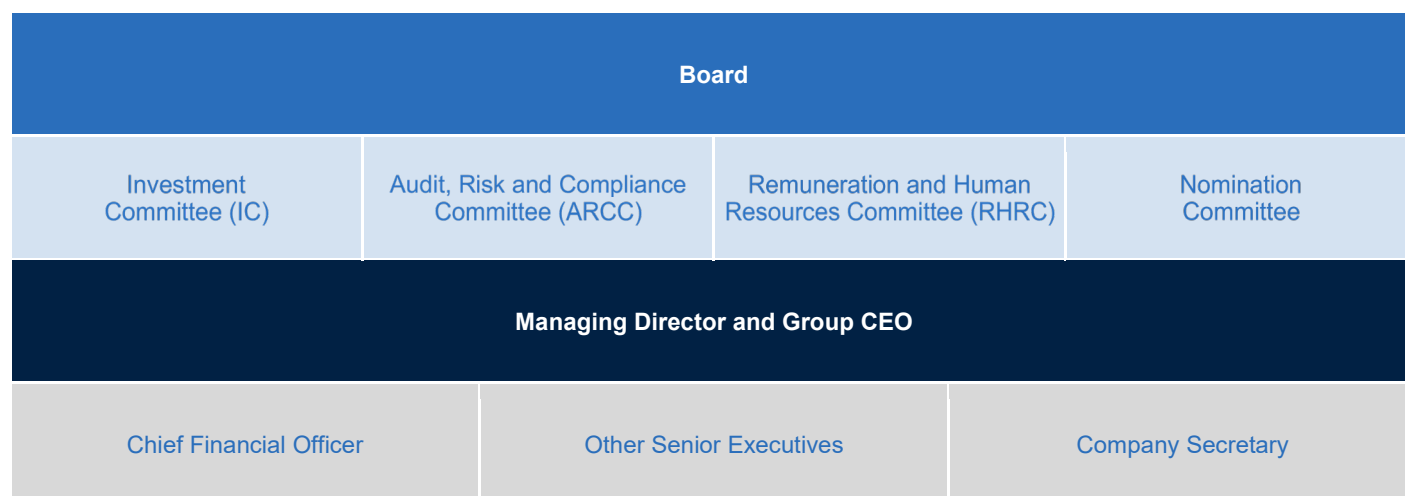 Board
Investment
Committee (IC)
Audit, Risk and Compliance
Committee (ARCC)
Remuneration and Human
Resources Committee (RHRC)
Nomination
Committee
Managing Director and Group CEO
Chief Financial Officer
Other Senior Executives
Company Secretary